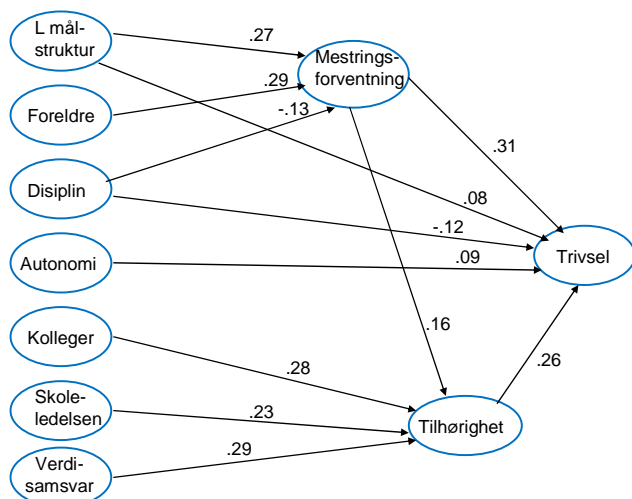 L mål-
struktur
.27
Mestrings-
forventning
Foreldre
.29
-.13
.31
Disiplin
.08
-.12
Trivsel
Autonomi
.09
Kolleger
.16
.28
.26
Skole-
ledelsen
.23
Tilhørighet
.29
Verdi-
samsvar